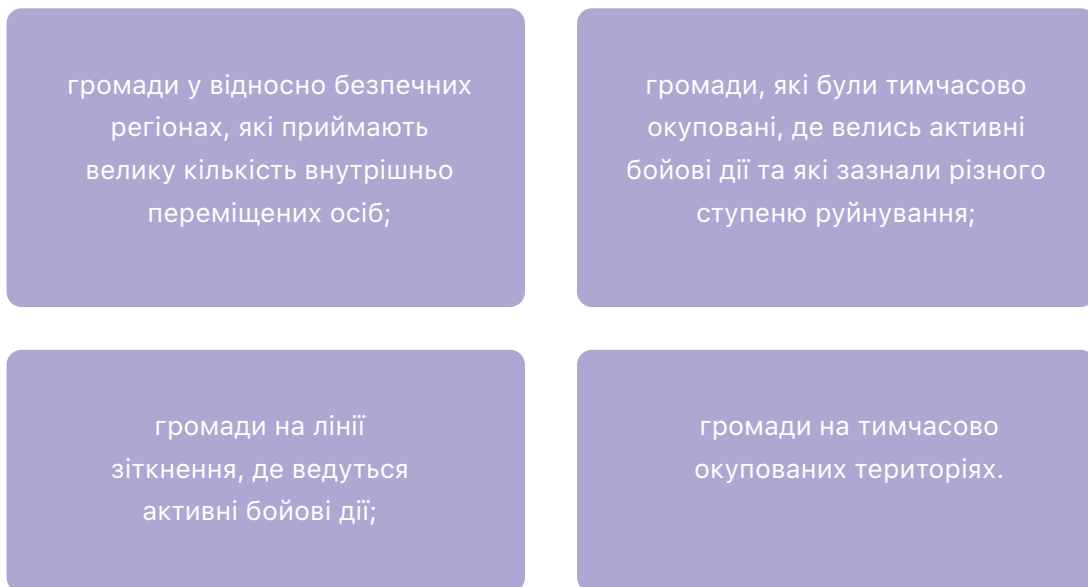 громади у відносно безпечних
регіонах, які приймають
велику кількість внутрішньо
переміщених осіб;
громади, які були тимчасово
окуповані, де велись активні
бойові дії та які зазнали різного
ступеню руйнування;
громади на лінії
зіткнення, де ведуться
активні бойові дії;
громади на тимчасово
окупованих територіях.